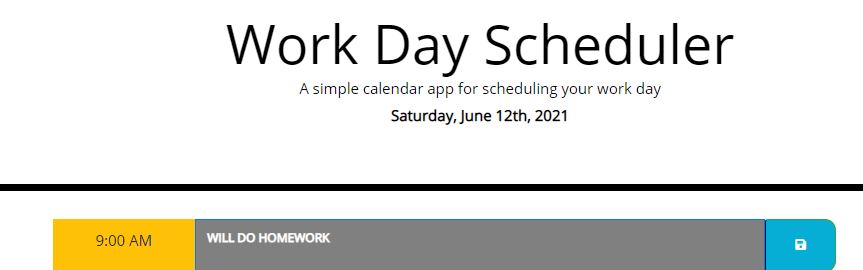 Work Day Scheduler
A simple calendar app for scheduling your work day
Saturday, June 12th, 2021
9:00 AM
WILL DO HOMEWORK